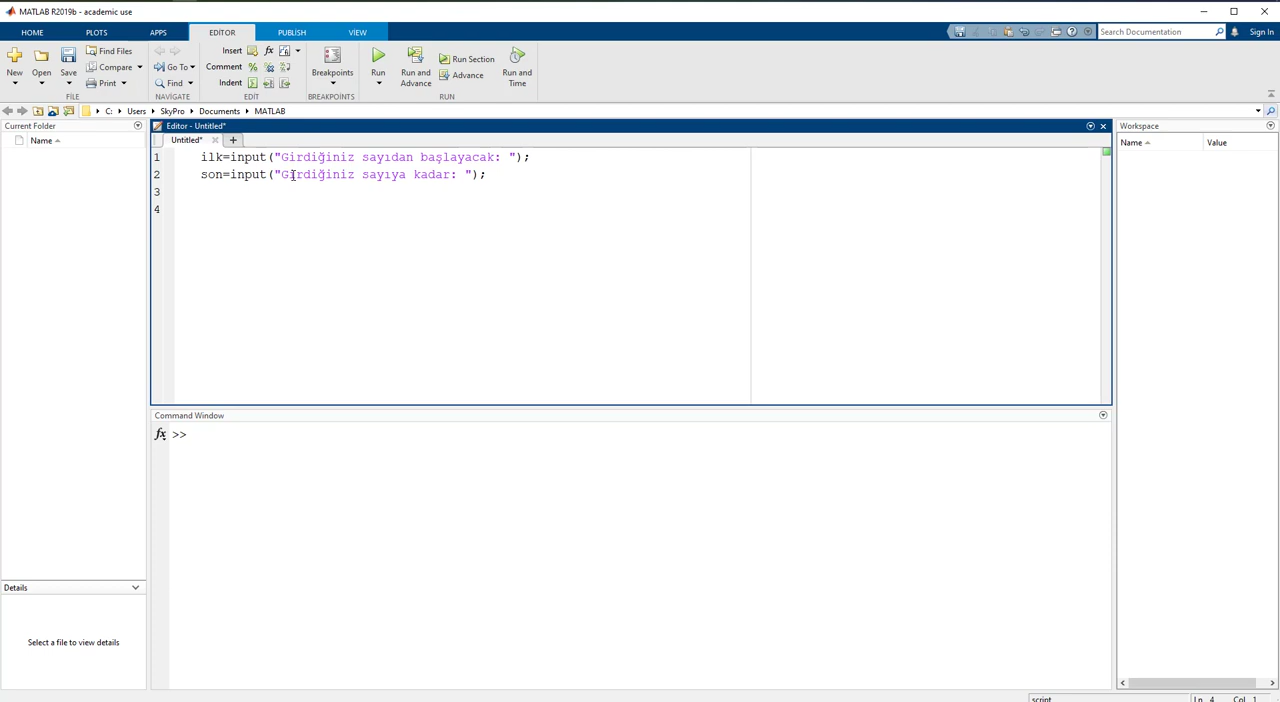 MATLAB R2019b - academic use
HOME PLOTS APPS EDITOR PUBLISH VIEW
Search Documentation Sign In
New Open Save Find Files Compare Print
Go To Find
Insert fx
Comment
Indent
Breakpoints Run Run and Advance Run Section Advance Run and Time
FILE NAVIGATE EDIT BREAKPOINTS RUN
C: Users SkyPro Documents MATLAB
Current Folder
Name
Editor - Untitled*
Untitled*
1 ilk=input("Girdiğiniz sayıdan başlayacak: ");
2 son=input("Girdiğiniz sayıya kadar: ");
3
4
Workspace
Name Value
Command Window
fx >>
Details
Select a file to view details
script Ln 4 Col 1